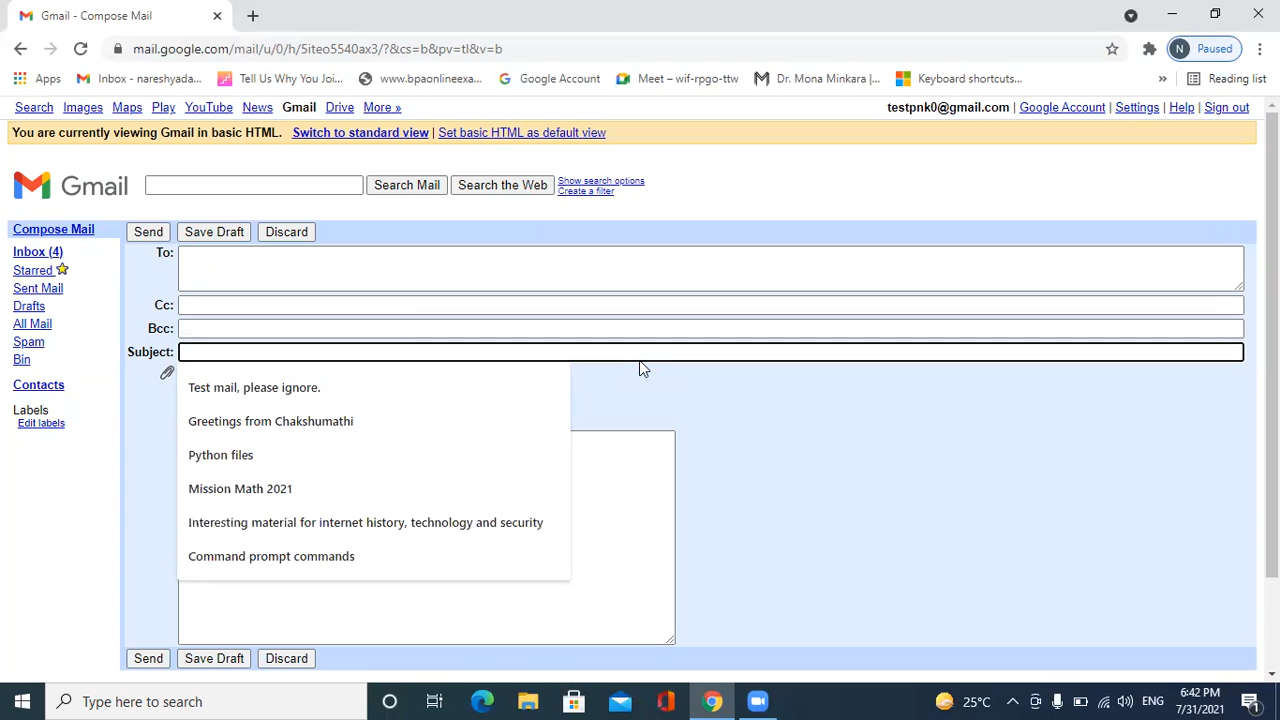 Gmail - Compose Mail
mail.google.com/mail/u/0/h/5iteo5540ax3/?&cs=b&pv=tl&v=b
N Paused
Apps Inbox - nareshyada... Tell Us Why You Joi... www.bpaonlineexa... Google Account Meet – wif-rpgo-ttw Dr. Mona Minkara |... Keyboard shortcuts... » Reading list
Search Images Maps Play YouTube News Gmail Drive More » testpnk0@gmail.com | Google Account | Settings | Help | Sign out
You are currently viewing Gmail in basic HTML. Switch to standard view | Set basic HTML as default view
Gmail Search Mail Search the Web Show search options
Create a filter
Compose Mail Send Save Draft Discard
Inbox (4) To:
Starred
Sent Mail
Drafts Cc:
All Mail Bcc:
Spam Subject:
Bin
Contacts Test mail, please ignore.
Labels
Edit labels Greetings from Chakshumathi
Python files
Mission Math 2021
Interesting material for internet history, technology and security
Command prompt commands
Send Save Draft Discard
Type here to search 25°C ENG 6:42 PM
7/31/2021 1